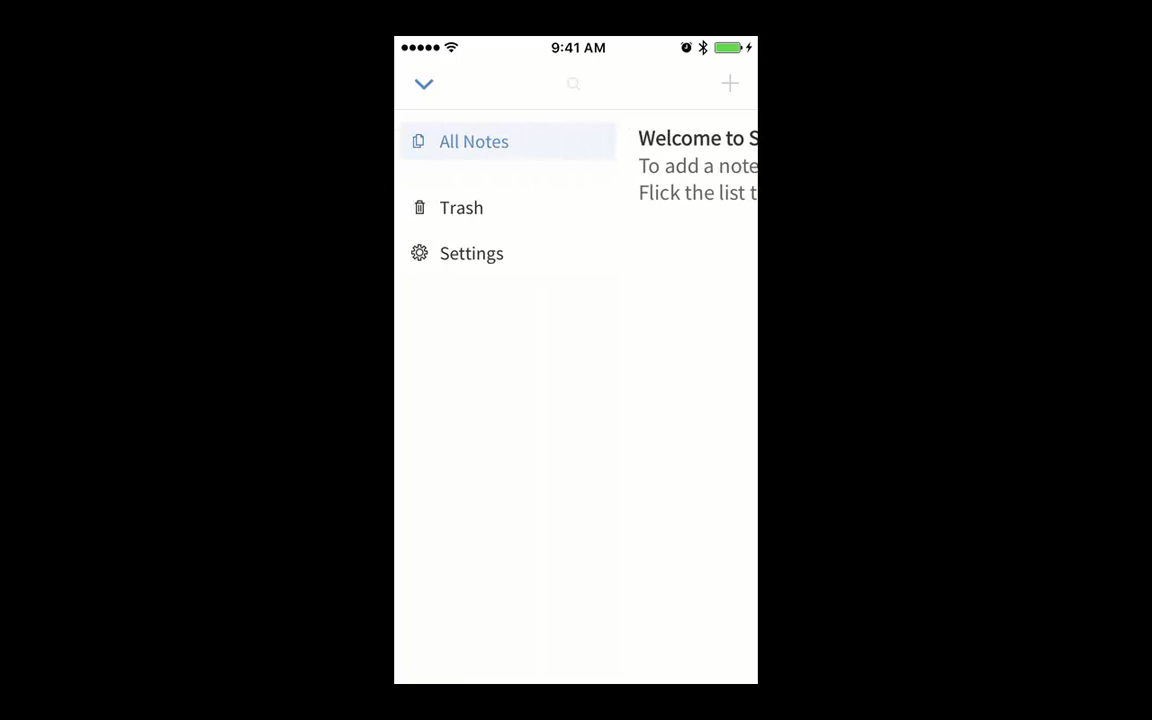 9:41 AM
All Notes
Trash
Settings
Welcome to S
To add a note
Flick the list t